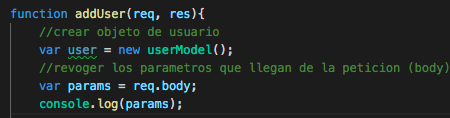 function addUser(req, res){
//crear objeto de usuario
var user = new userModel();
//revoger los parametros que llegan de la peticion (body)
var params = req.body;
console.log(params);